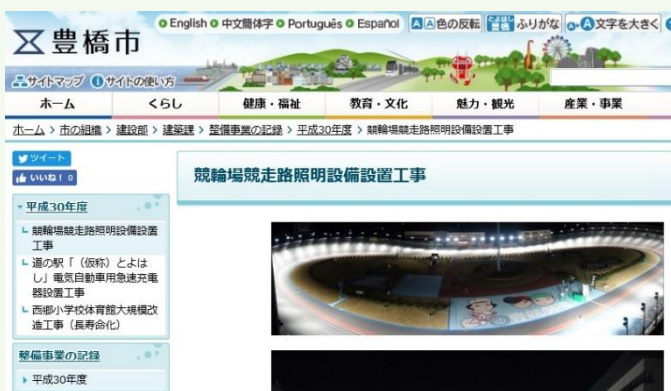 豊橋市
English 中文簡体字 Português Español 色の反転 ふりがな 文字を大きく
サイトマップ サイトの使い方
ホーム くらし 健康・福祉 教育・文化 魅力・観光 産業・事業
ホーム > 市の組織 > 建設部 > 建築課 > 整備事業の記録 > 平成30年度 > 競輪場競走路照明設備設置工事
ツイート
いいね！ 0
競輪場競走路照明設備設置工事
平成30年度
競輪場競走路照明設備設置
工事
道の駅「（仮称）とよは
し」電気自動車用急速充電
器設置工事
西郷小学校体育館大規模改
造工事（長寿命化）
整備事業の記録
平成30年度